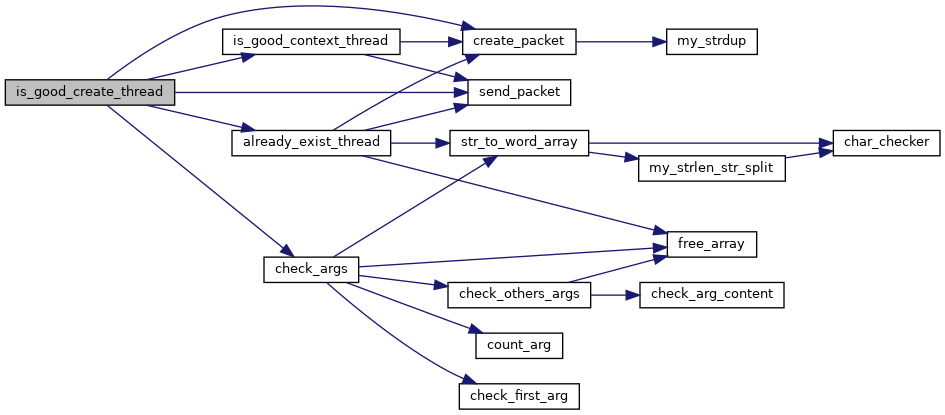 is_good_context_thread
create_packet
my_strdup
is_good_create_thread
send_packet
already_exist_thread
str_to_word_array
char_checker
my_strlen_str_split
free_array
check_args
check_others_args
check_arg_content
count_arg
check_first_arg